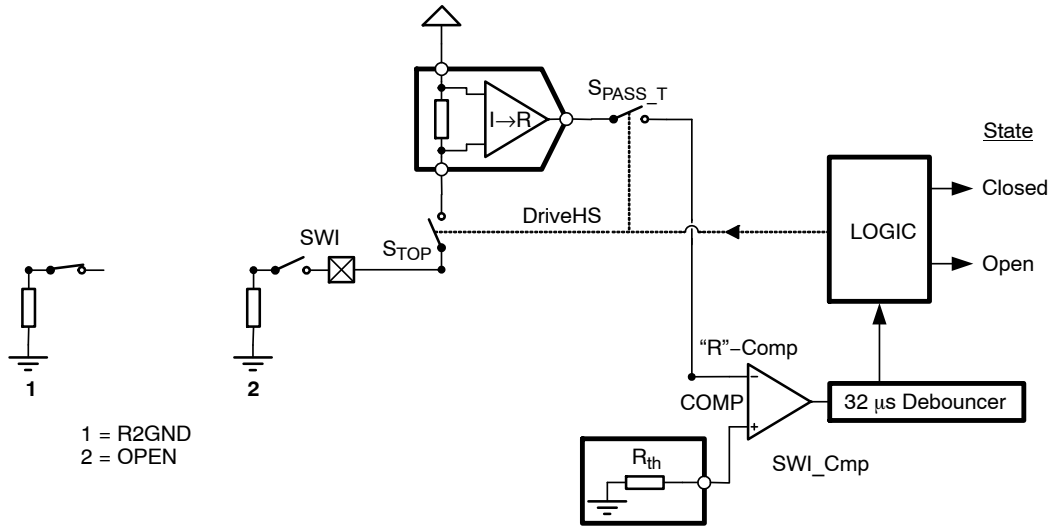 I→R
SPASS_T
State
Closed
DriveHS
LOGIC
SWI
STOP
Open
"R"−Comp
1
2
COMP
32 μs Debouncer
1 = R2GND
2 = OPEN
Rth
SWI_Cmp